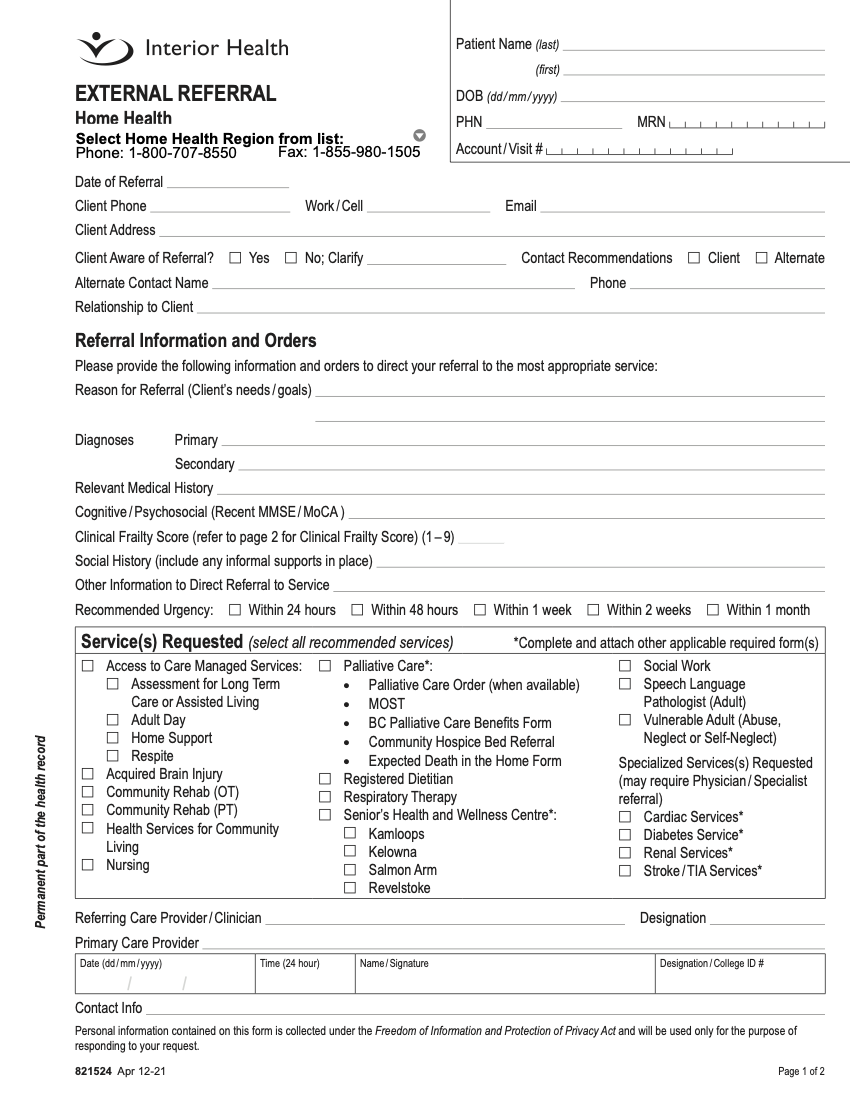 Interior Health
EXTERNAL REFERRAL
Home Health
Select Home Health Region from list:
Phone: 1-800-707-8550 Fax: 1-855-980-1505
Patient Name (last)
(first)
DOB (dd/mm/yyyy)
PHN MRN
Account/Visit #
Date of Referral
Client Phone Work/Cell Email
Client Address
Client Aware of Referral? ☐ Yes ☐ No; Clarify Contact Recommendations ☐ Client ☐ Alternate
Alternate Contact Name Phone
Relationship to Client
Referral Information and Orders
Please provide the following information and orders to direct your referral to the most appropriate service:
Reason for Referral (Client's needs/goals)
Diagnoses Primary
Secondary
Relevant Medical History
Cognitive/Psychosocial (Recent MMSE/MoCA )
Clinical Frailty Score (refer to page 2 for Clinical Frailty Score) (1–9)
Social History (include any informal supports in place)
Other Information to Direct Referral to Service
Recommended Urgency: ☐ Within 24 hours ☐ Within 48 hours ☐ Within 1 week ☐ Within 2 weeks ☐ Within 1 month
Service(s) Requested (select all recommended services) *Complete and attach other applicable required form(s)
☐ Access to Care Managed Services:
☐ Assessment for Long Term
Care or Assisted Living
☐ Adult Day
☐ Home Support
☐ Respite
☐ Acquired Brain Injury
☐ Community Rehab (OT)
☐ Community Rehab (PT)
☐ Health Services for Community
Living
☐ Nursing
☐ Palliative Care*:
• Palliative Care Order (when available)
• MOST
• BC Palliative Care Benefits Form
• Community Hospice Bed Referral
• Expected Death in the Home Form
☐ Registered Dietitian
☐ Respiratory Therapy
☐ Senior's Health and Wellness Centre*:
☐ Kamloops
☐ Kelowna
☐ Salmon Arm
☐ Revelstoke
☐ Social Work
☐ Speech Language
Pathologist (Adult)
☐ Vulnerable Adult (Abuse,
Neglect or Self-Neglect)
Specialized Services(s) Requested
(may require Physician/Specialist
referral)
☐ Cardiac Services*
☐ Diabetes Service*
☐ Renal Services*
☐ Stroke/TIA Services*
Permanent part of the health record
Referring Care Provider/Clinician Designation
Primary Care Provider
Date (dd/mm/yyyy) Time (24 hour) Name/Signature Designation/College ID #
/ /
Contact Info
Personal information contained on this form is collected under the Freedom of Information and Protection of Privacy Act and will be used only for the purpose of
responding to your request.
821524 Apr 12-21 Page 1 of 2